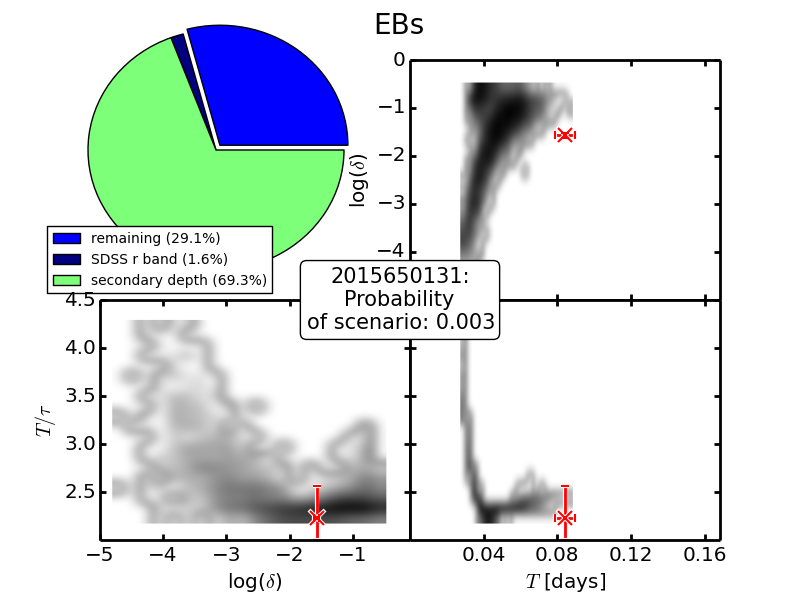 EBs
remaining (29.1%)
SDSS r band (1.6%)
secondary depth (69.3%)
0
−1
−2
−3
−4
log(δ)
2015650131:
Probability
of scenario: 0.003
4.5
4.0
3.5
3.0
2.5
T/τ
−5 −4 −3 −2 −1
log(δ)
0.04 0.08 0.12 0.16
T [days]